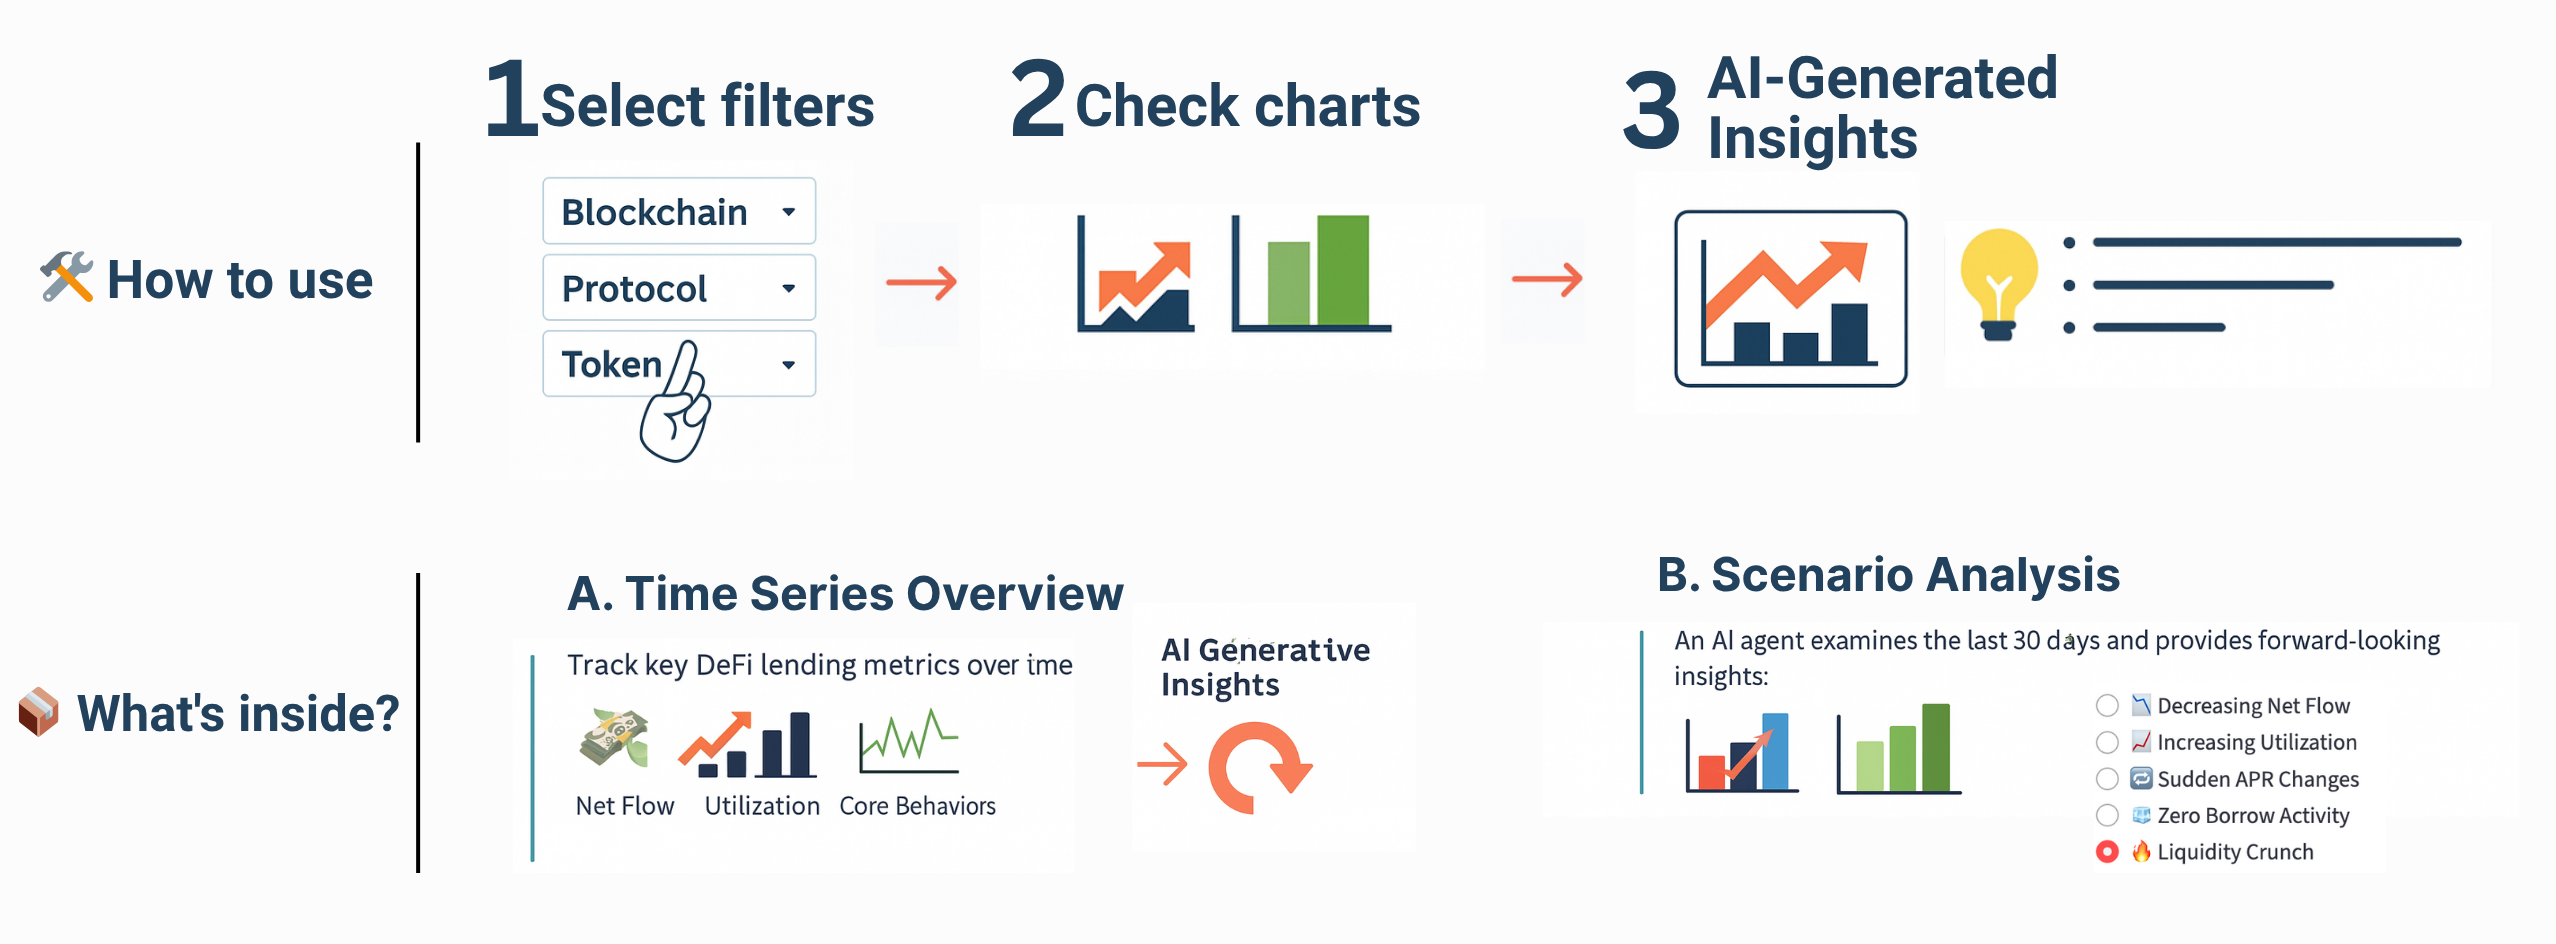 1 Select filters
2 Check charts
3 AI-Generated
Insights
🛠 How to use
Blockchain
Protocol
Token
📦 What's inside?
A. Time Series Overview
Track key DeFi lending metrics over time
Net Flow
Utilization
Core Behaviors
AI Generative
Insights
B. Scenario Analysis
An AI agent examines the last 30 days and provides forward-looking
insights:
📉 Decreasing Net Flow
📈 Increasing Utilization
🔁 Sudden APR Changes
🧊 Zero Borrow Activity
🔥 Liquidity Crunch